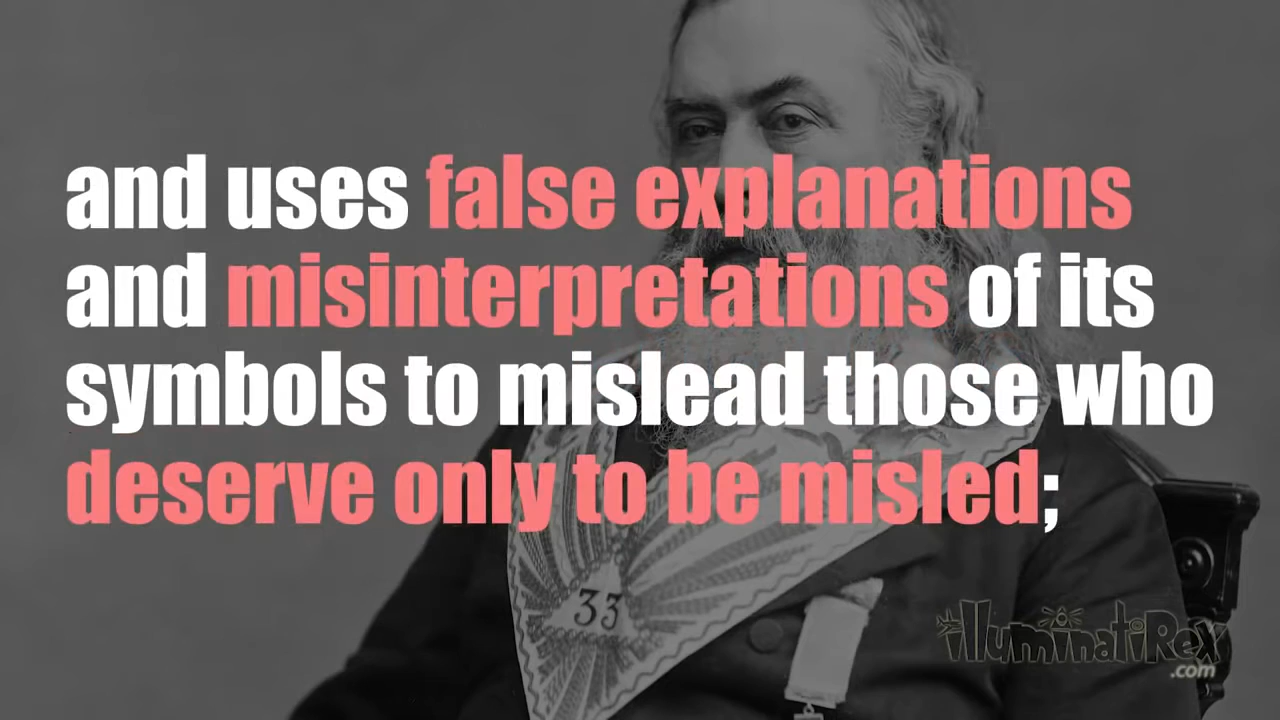 and uses false explanations
and misinterpretations of its
symbols to mislead those who
deserve only to be misled;
33
illuminatiRex
.com